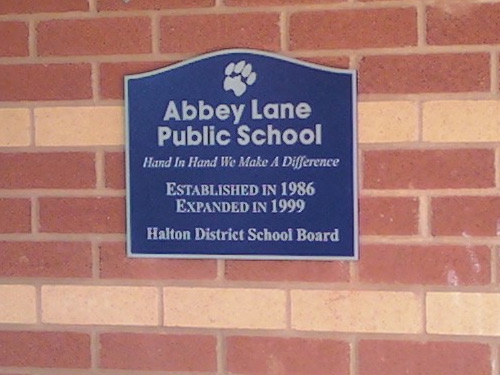 Abbey Lane
Public School
Hand In Hand We Make A Difference
ESTABLISHED IN 1986
EXPANDED IN 1999
Halton District School Board